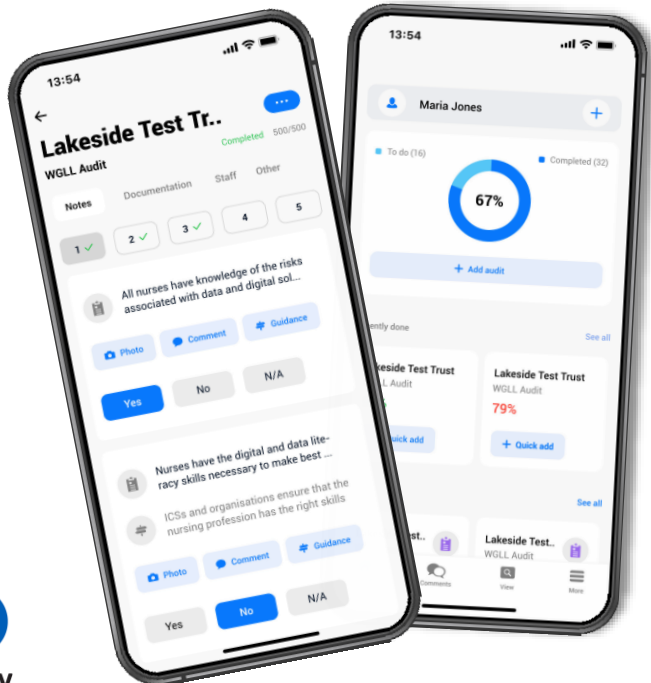 13:54
Lakeside Test Tr..
WGLL Audit
Completed 500/500
Notes Documentation Staff Other
1 2 3 4 5
All nurses have knowledge of the risks
associated with data and digital sol...
Photo Comment Guidance
Yes No N/A
Nurses have the digital and data lite-
racy skills necessary to make best ...
ICSs and organisations ensure that the
nursing profession has the right skills
Photo Comment Guidance
Yes No N/A
13:54
Maria Jones
To do (16) Completed (32)
67%
+ Add audit
ently done See all
keside Test Trust
L Audit
uick add
Lakeside Test Trust
WGLL Audit
79%
+ Quick add
See all
est..
Lakeside Test..
WGLL Audit
Comments View More